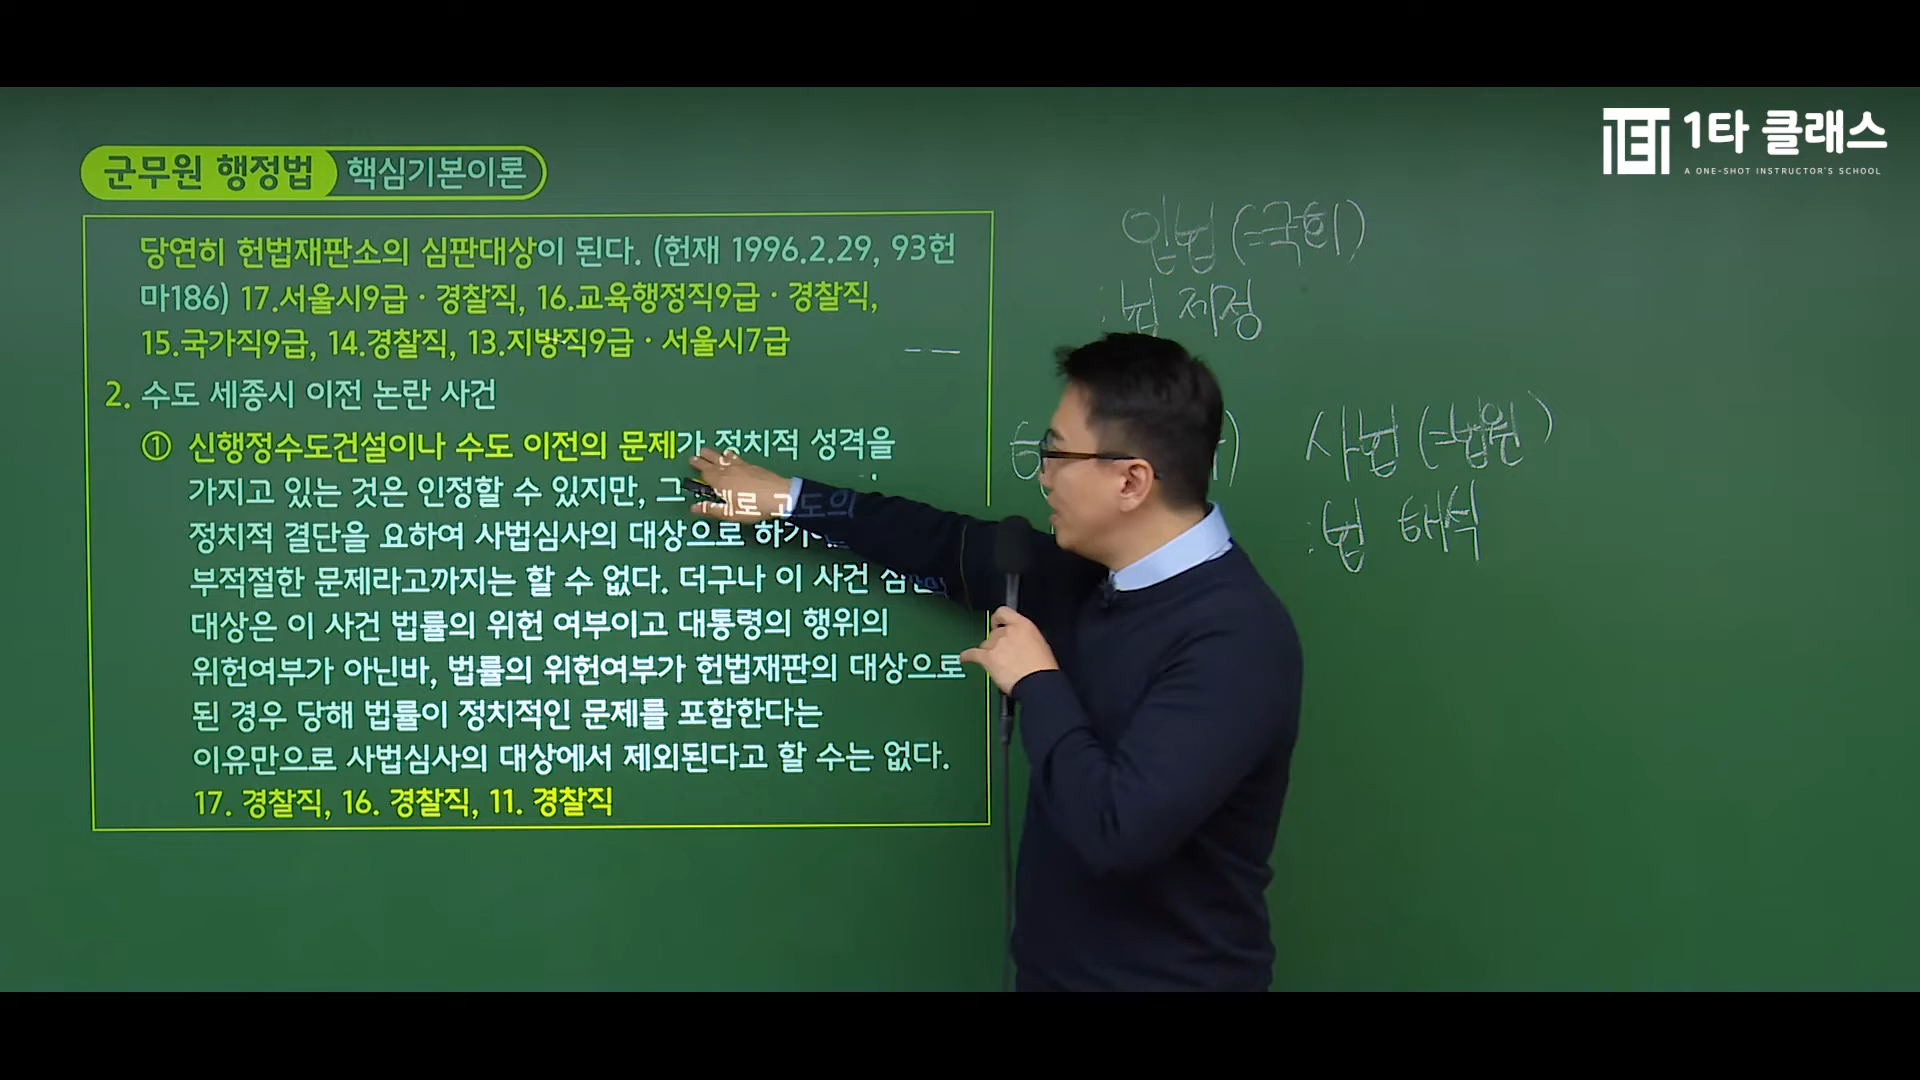 1타 클래스
A ONE-SHOT INSTRUCTOR'S SCHOOL
군무원 행정법 핵심기본이론
당연히 헌법재판소의 심판대상이 된다. (헌재 1996.2.29, 93헌
마186) 17.서울시9급 · 경찰직, 16.교육행정직9급 · 경찰직,
15.국가직9급, 14.경찰직, 13.지방직9급 · 서울시7급
2. 수도 세종시 이전 논란 사건
① 신행정수도건설이나 수도 이전의 문제가 정치적 성격을
가지고 있는 것은 인정할 수 있지만, 그 고도의
정치적 결단을 요하여 사법심사의 대상으로
부적절한 문제라고까지는 할 수 없다. 더구나 이 사건
대상은 이 사건 법률의 위헌 여부이고 대통령의 행위의
위헌여부가 아닌바, 법률의 위헌여부가 헌법재판의 대상으로
된 경우 당해 법률이 정치적인 문제를 포함한다는
이유만으로 사법심사의 대상에서 제외된다고 할 수는 없다.
17. 경찰직, 16. 경찰직, 11. 경찰직
입법 (=국회)
: 법 제정
사법 (=법원)
: 법 해석